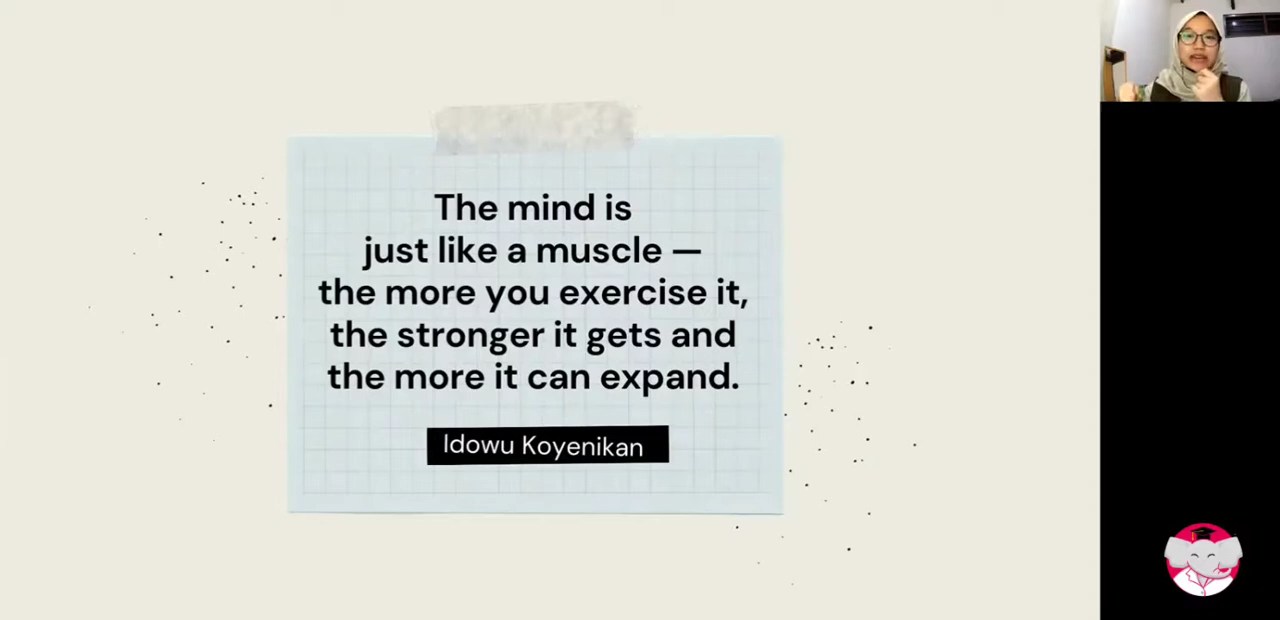 The mind is
just like a muscle —
the more you exercise it,
the stronger it gets and
the more it can expand.
Idowu Koyenikan